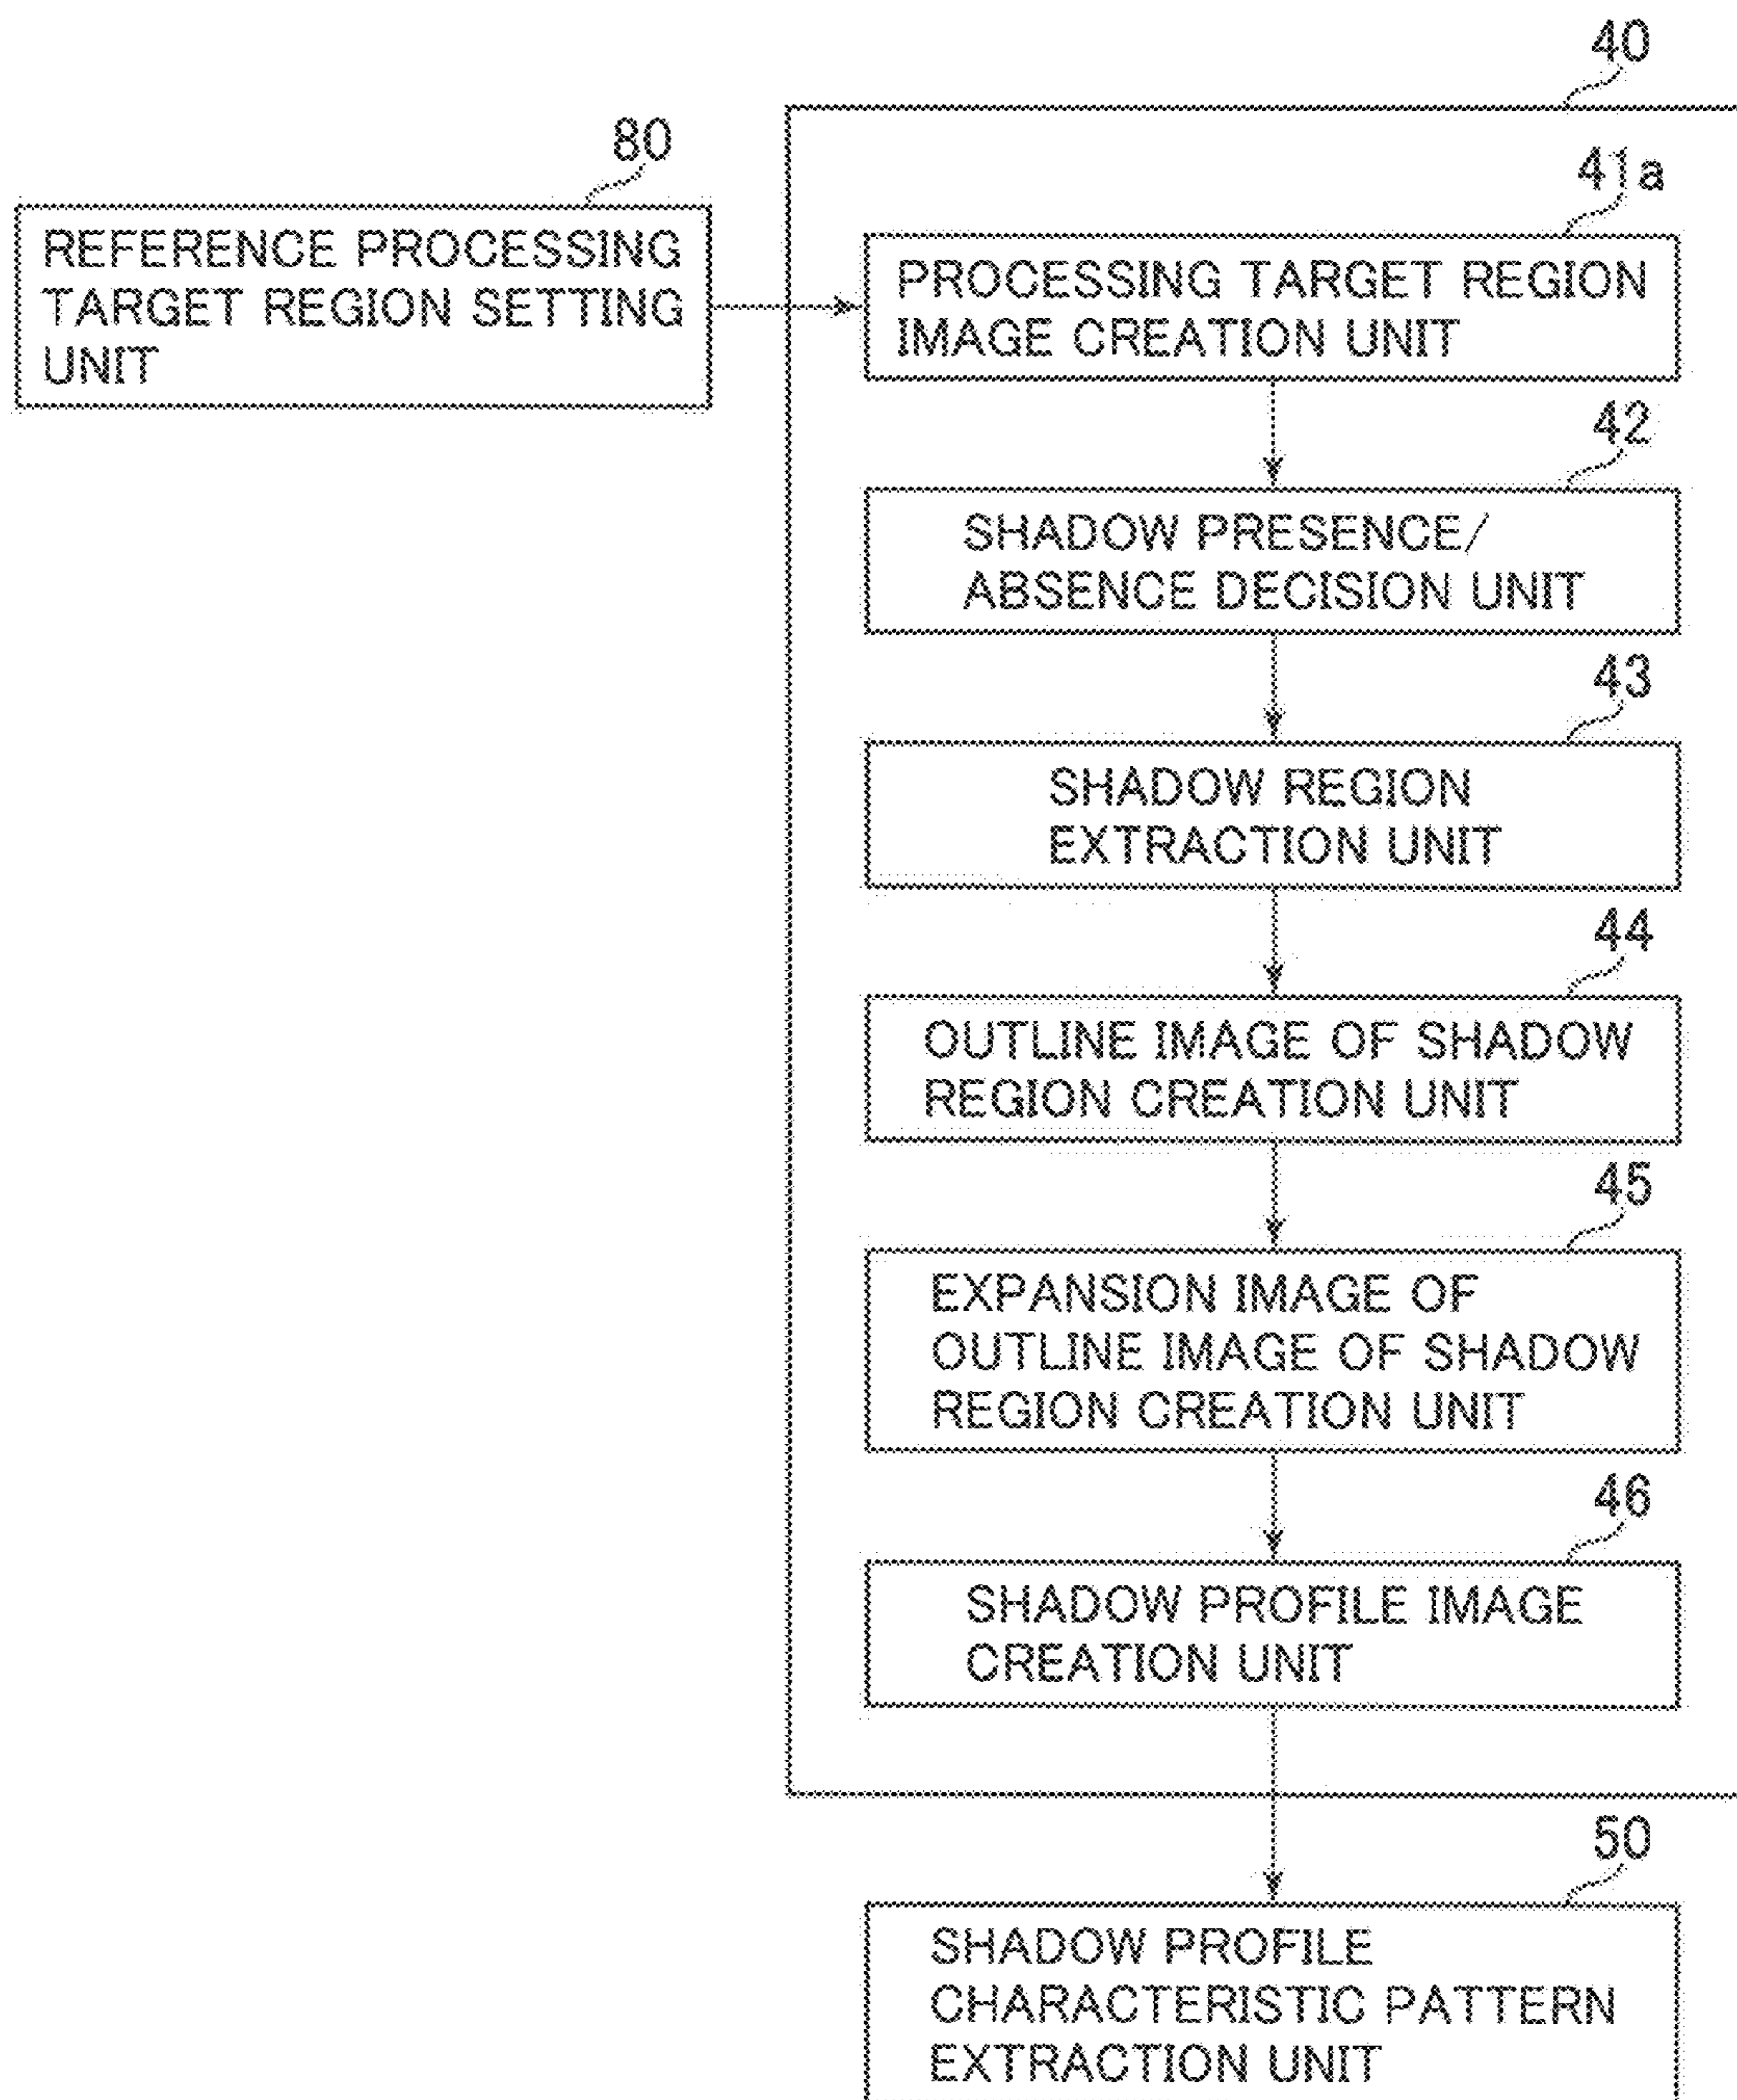 40
80
41a
REFERENCE PROCESSING
TARGET REGION SETTING
UNIT
PROCESSING TARGET REGION
IMAGE CREATION UNIT
42
SHADOW PRESENCE/
ABSENCE DECISION UNIT
43
SHADOW REGION
EXTRACTION UNIT
44
OUTLINE IMAGE OF SHADOW
REGION CREATION UNIT
45
EXPANSION IMAGE OF
OUTLINE IMAGE OF SHADOW
REGION CREATION UNIT
46
SHADOW PROFILE IMAGE
CREATION UNIT
50
SHADOW PROFILE
CHARACTERISTIC PATTERN
EXTRACTION UNIT